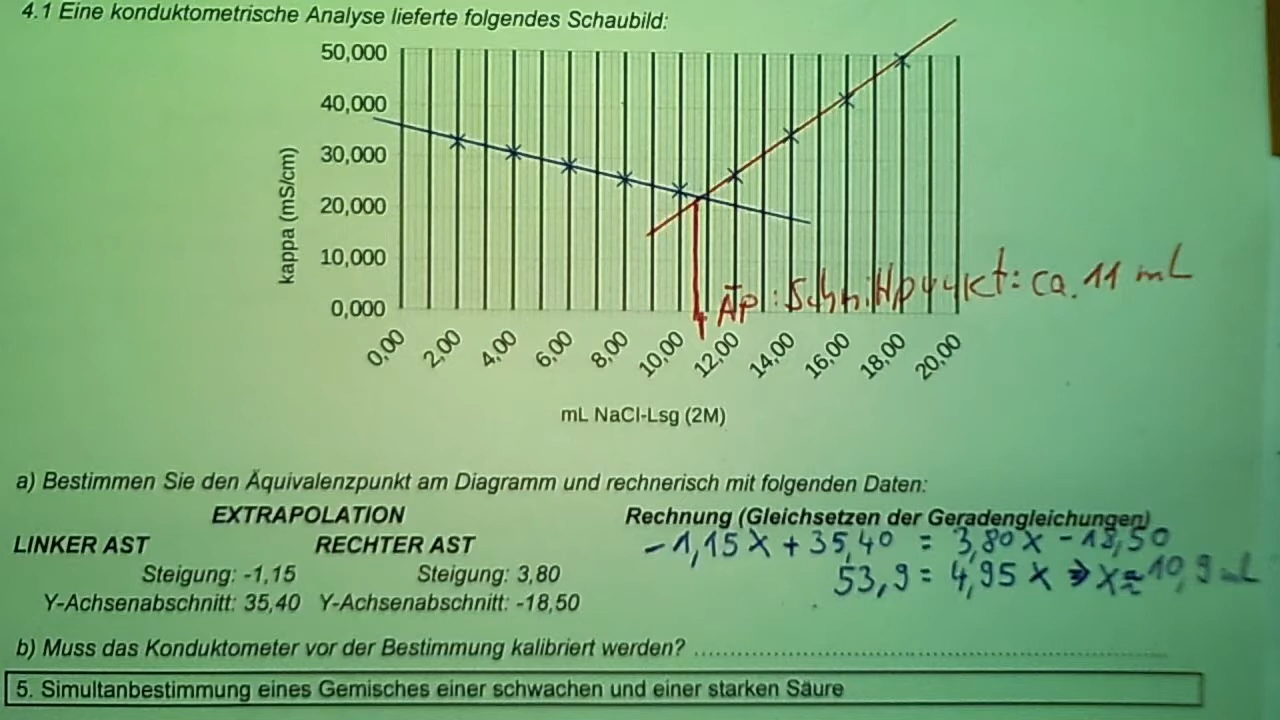 4.1 Eine konduktometrische Analyse lieferte folgendes Schaubild:
50,000
40,000
30,000
20,000
10,000
0,000
kappa (mS/cm)
0,00 2,00 4,00 6,00 8,00 10,00 12,00 14,00 16,00 18,00 20,00
ÄP: Schnittpunkt: ca. 11 mL
mL NaCl-Lsg (2M)
a) Bestimmen Sie den Äquivalenzpunkt am Diagramm und rechnerisch mit folgenden Daten:
EXTRAPOLATION Rechnung (Gleichsetzen der Geradengleichungen)
LINKER AST RECHTER AST -1,15x + 35,40 = 3,80x - 18,50
Steigung: -1,15 Steigung: 3,80 53,9 = 4,95x ⇒ x ≈ 10,9 mL
Y-Achsenabschnitt: 35,40 Y-Achsenabschnitt: -18,50
b) Muss das Konduktometer vor der Bestimmung kalibriert werden? ........................................
5. Simultanbestimmung eines Gemisches einer schwachen und einer starken Säure